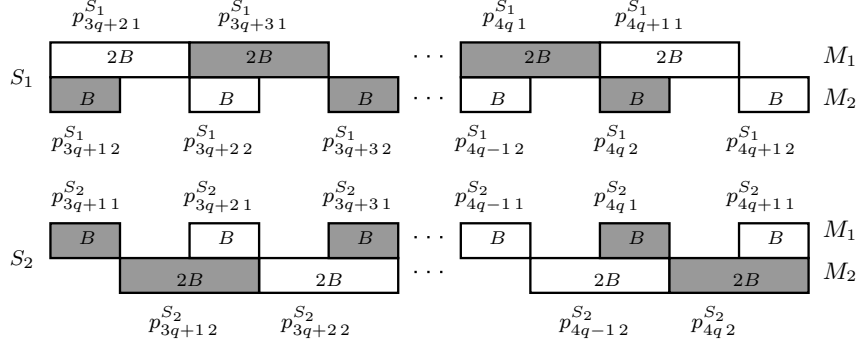 p^{S_1}_{3q+2 1} p^{S_1}_{3q+3 1} p^{S_1}_{4q 1} p^{S_1}_{4q+1 1}
2B 2B · · · 2B 2B M_1
S_1
B B B · · · B B B M_2
p^{S_1}_{3q+1 2} p^{S_1}_{3q+2 2} p^{S_1}_{3q+3 2} p^{S_1}_{4q-1 2} p^{S_1}_{4q 2} p^{S_1}_{4q+1 2}
p^{S_2}_{3q+1 1} p^{S_2}_{3q+2 1} p^{S_2}_{3q+3 1} p^{S_2}_{4q-1 1} p^{S_2}_{4q 1} p^{S_2}_{4q+1 1}
B B B · · · B B B M_1
S_2
2B 2B · · · 2B 2B M_2
p^{S_2}_{3q+1 2} p^{S_2}_{3q+2 2} p^{S_2}_{4q-1 2} p^{S_2}_{4q 2}